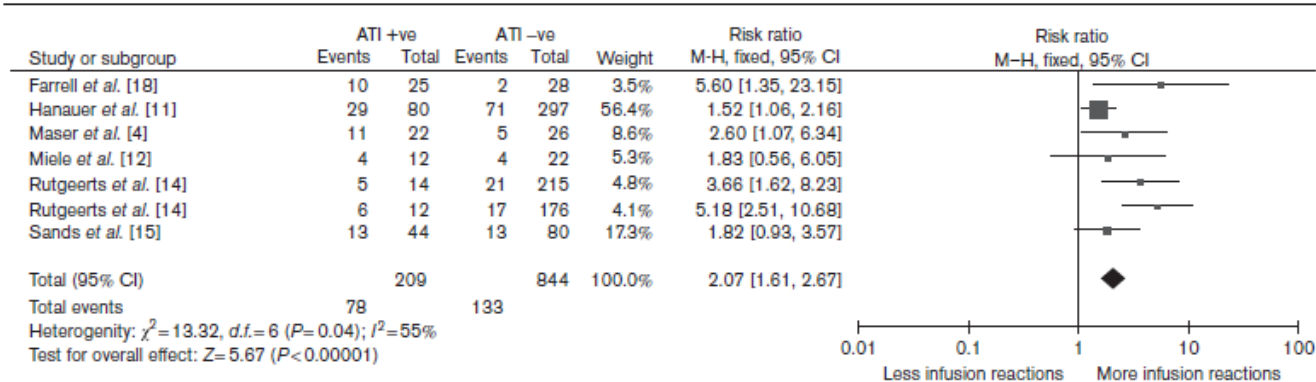 ATI +ve ATI –ve Risk ratio Risk ratio
Study or subgroup Events Total Events Total Weight M-H, fixed, 95% CI M–H, fixed, 95% CI
Farrell et al. [18] 10 25 2 28 3.5% 5.60 [1.35, 23.15]
Hanauer et al. [11] 29 80 71 297 56.4% 1.52 [1.06, 2.16]
Maser et al. [4] 11 22 5 26 8.6% 2.60 [1.07, 6.34]
Miele et al. [12] 4 12 4 22 5.3% 1.83 [0.56, 6.05]
Rutgeerts et al. [14] 5 14 21 215 4.8% 3.66 [1.62, 8.23]
Rutgeerts et al. [14] 6 12 17 176 4.1% 5.18 [2.51, 10.68]
Sands et al. [15] 13 44 13 80 17.3% 1.82 [0.93, 3.57]
Total (95% CI) 209 844 100.0% 2.07 [1.61, 2.67]
Total events 78 133
Heterogenity: χ²=13.32, d.f.=6 (P=0.04); I²=55%
Test for overall effect: Z=5.67 (P<0.00001)
0.01 0.1 1 10 100
Less infusion reactions More infusion reactions